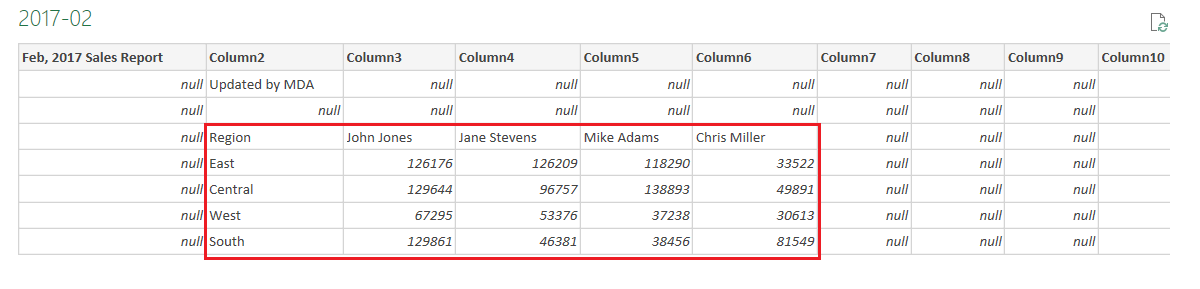 2017-02
Feb, 2017 Sales Report Column2 Column3 Column4 Column5 Column6 Column7 Column8 Column9 Column10
null Updated by MDA null null null null null null null
null null null null null null null null null
null Region John Jones Jane Stevens Mike Adams Chris Miller null null null
null East 126176 126209 118290 33522 null null null
null Central 129644 96757 138893 49891 null null null
null West 67295 53376 37238 30613 null null null
null South 129861 46381 38456 81549 null null null